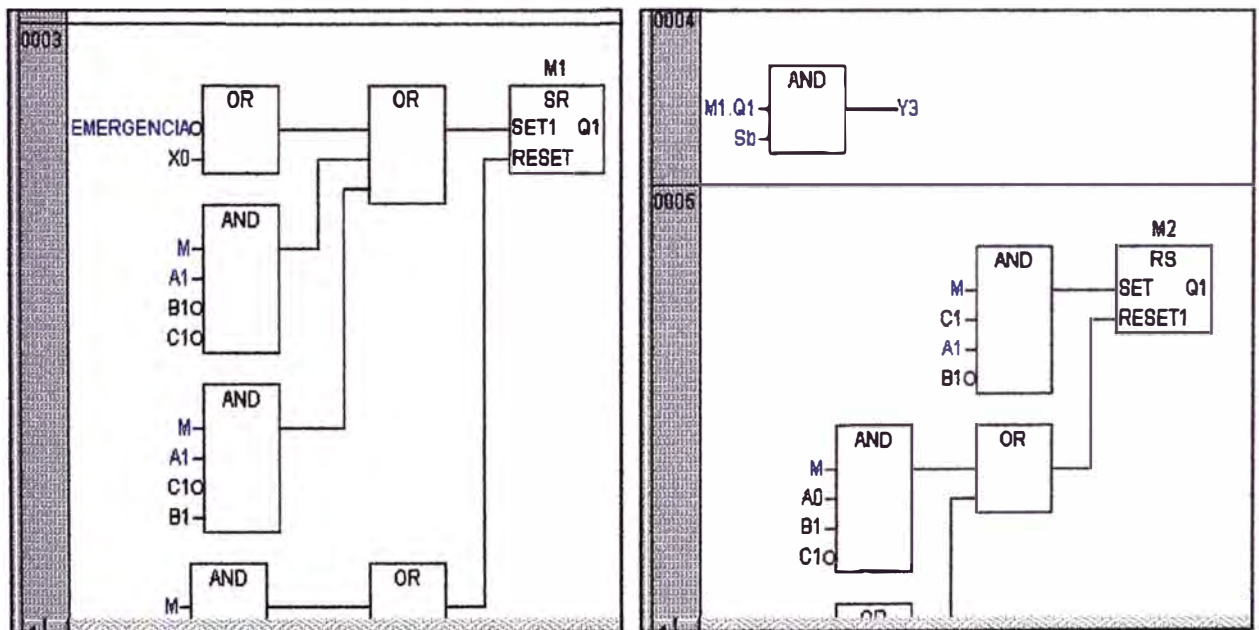 0003
M1
OR
OR
SR
EMERGENCIA
SET1 Q1
X0
RESET
AND
M
A1
B1
C1
AND
M
A1
C1
B1
AND
OR
M
0004
AND
M1.Q1
Y3
Sb
0005
M2
AND
RS
M
SET Q1
C1
RESET1
A1
B1
AND
OR
M
A0
B1
C1
OR